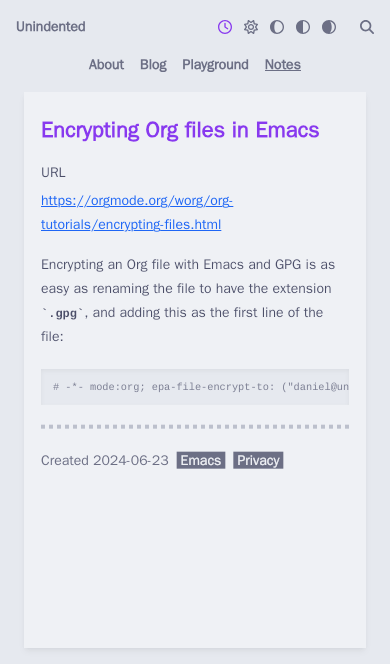 Unindented
About Blog Playground Notes
Encrypting Org files in Emacs
URL
https://orgmode.org/worg/org-
tutorials/encrypting-files.html
Encrypting an Org file with Emacs and GPG is as
easy as renaming the file to have the extension
`.gpg`, and adding this as the first line of the
file:
# -*- mode:org; epa-file-encrypt-to: ("daniel@un
Created 2024-06-23 Emacs Privacy